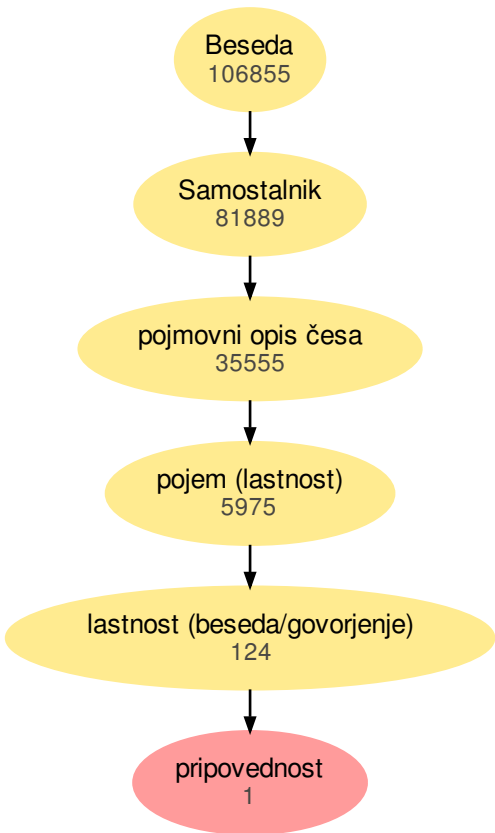 Beseda
106855
Samostalnik
81889
pojmovni opis česa
35555
pojem (lastnost)
5975
lastnost (beseda/govorjenje)
124
pripovednost
1